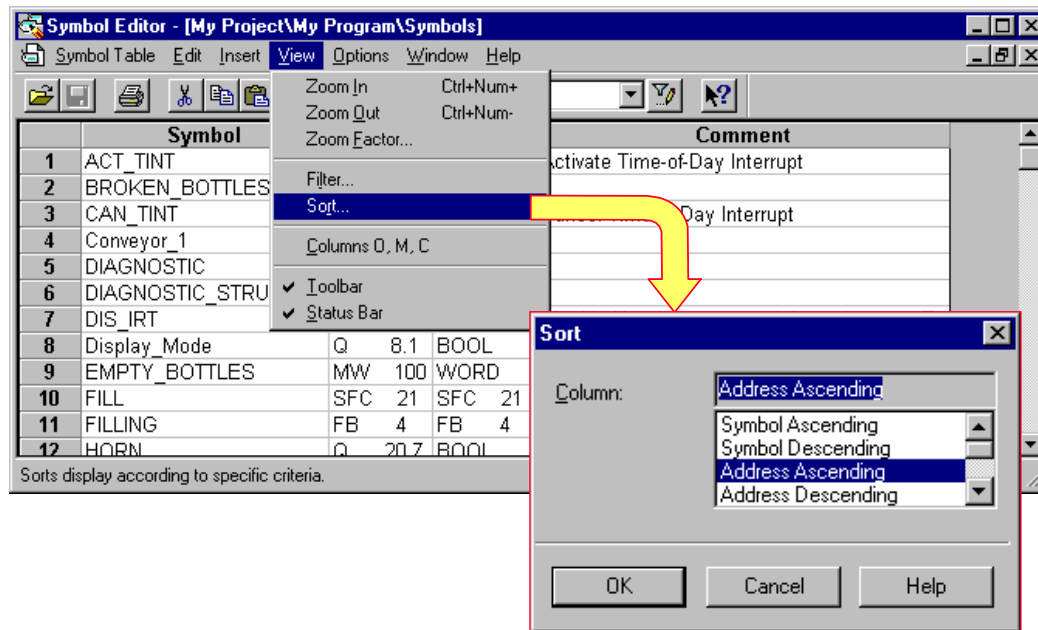 Symbol Editor - [My Project\My Program\Symbols]
Symbol Table Edit Insert View Options Window Help
Zoom In Ctrl+Num+
Zoom Out Ctrl+Num-
Zoom Factor...
Filter...
Sort...
Columns O, M, C
Toolbar
Status Bar
Symbol Comment
1 ACT_TINT Activate Time-of-Day Interrupt
2 BROKEN_BOTTLES
3 CAN_TINT Day Interrupt
4 Conveyor_1
5 DIAGNOSTIC
6 DIAGNOSTIC_STRU
7 DIS_IRT
8 Display_Mode Q 8.1 BOOL
9 EMPTY_BOTTLES MW 100 WORD
10 FILL SFC 21 SFC 21
11 FILLING FB 4 FB 4
12 HORN Q 20.7 BOOL
Sorts display according to specific criteria.
Sort
Column:
Address Ascending
Symbol Ascending
Symbol Descending
Address Ascending
Address Descending
OK Cancel Help